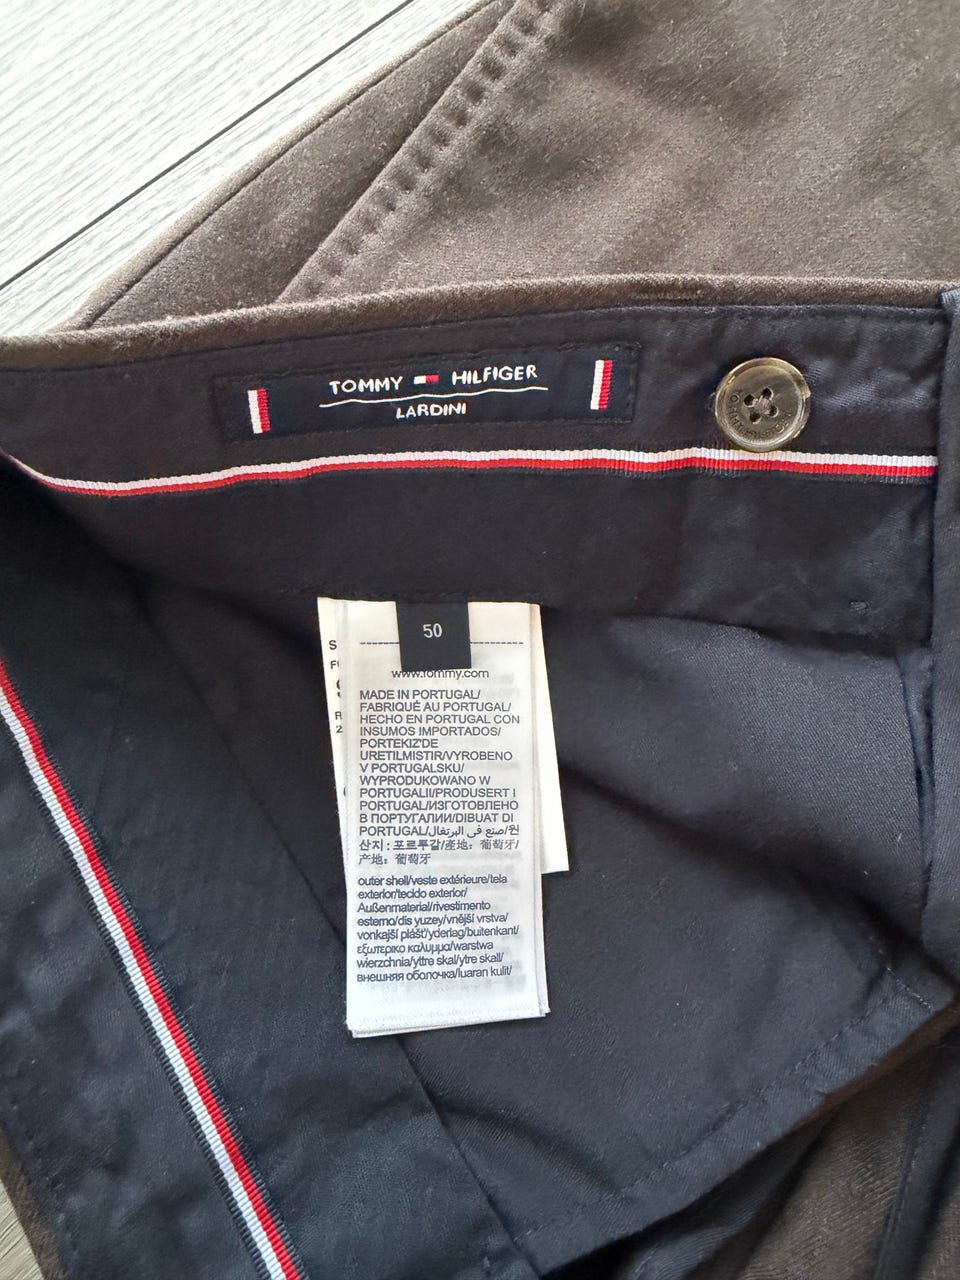 TOMMY HILFIGER
LARDINI
50
www.tommy.com
MADE IN PORTUGAL/
FABRIQUÉ AU PORTUGAL/
HECHO EN PORTUGAL CON
INSUMOS IMPORTADOS/
PORTEKIZ'DE
URETILMISTIR/VYROBENO
V PORTUGALSKU/
WYPRODUKOWANO W
PORTUGALII/PRODUSERT I
PORTUGAL/ИЗГОТОВЛЕНО
В ПОРТУГАЛИИ/DIBUAT DI
PORTUGAL/صنع في البرتغال/원
산지 : 포르투갈/產地：葡萄牙/
产地：葡萄牙
outer shell/veste extérieure/tela
exterior/tecido exterior/
Außenmaterial/rivestimento
esterno/dis yuzey/vnější vrstva/
vonkajší plášť/yderlag/buitenkant/
εξωτερικο καλυμμα/warstwa
wierzchnia/yttre skal/ytre skall/
внешняя оболочка/luaran kulit/